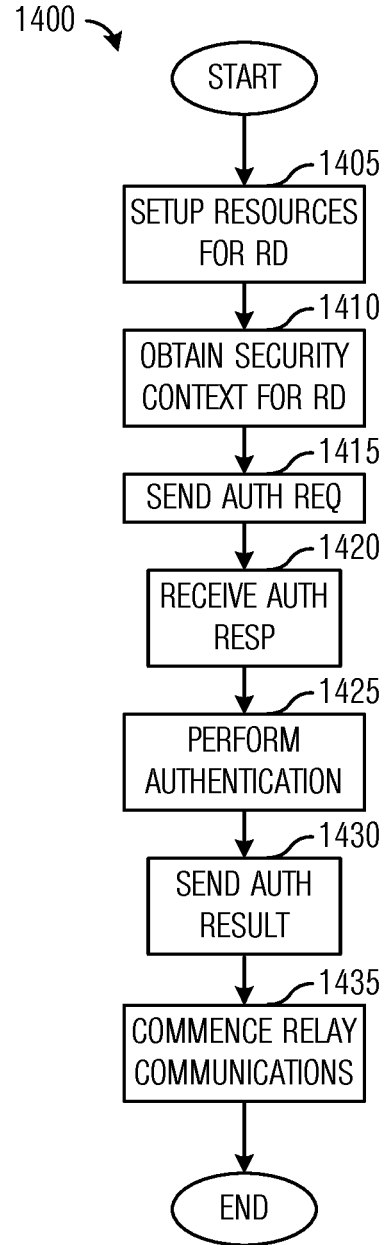 1400
START
1405
SETUP RESOURCES
FOR RD
1410
OBTAIN SECURITY
CONTEXT FOR RD
1415
SEND AUTH REQ
1420
RECEIVE AUTH
RESP
1425
PERFORM
AUTHENTICATION
1430
SEND AUTH
RESULT
1435
COMMENCE RELAY
COMMUNICATIONS
END